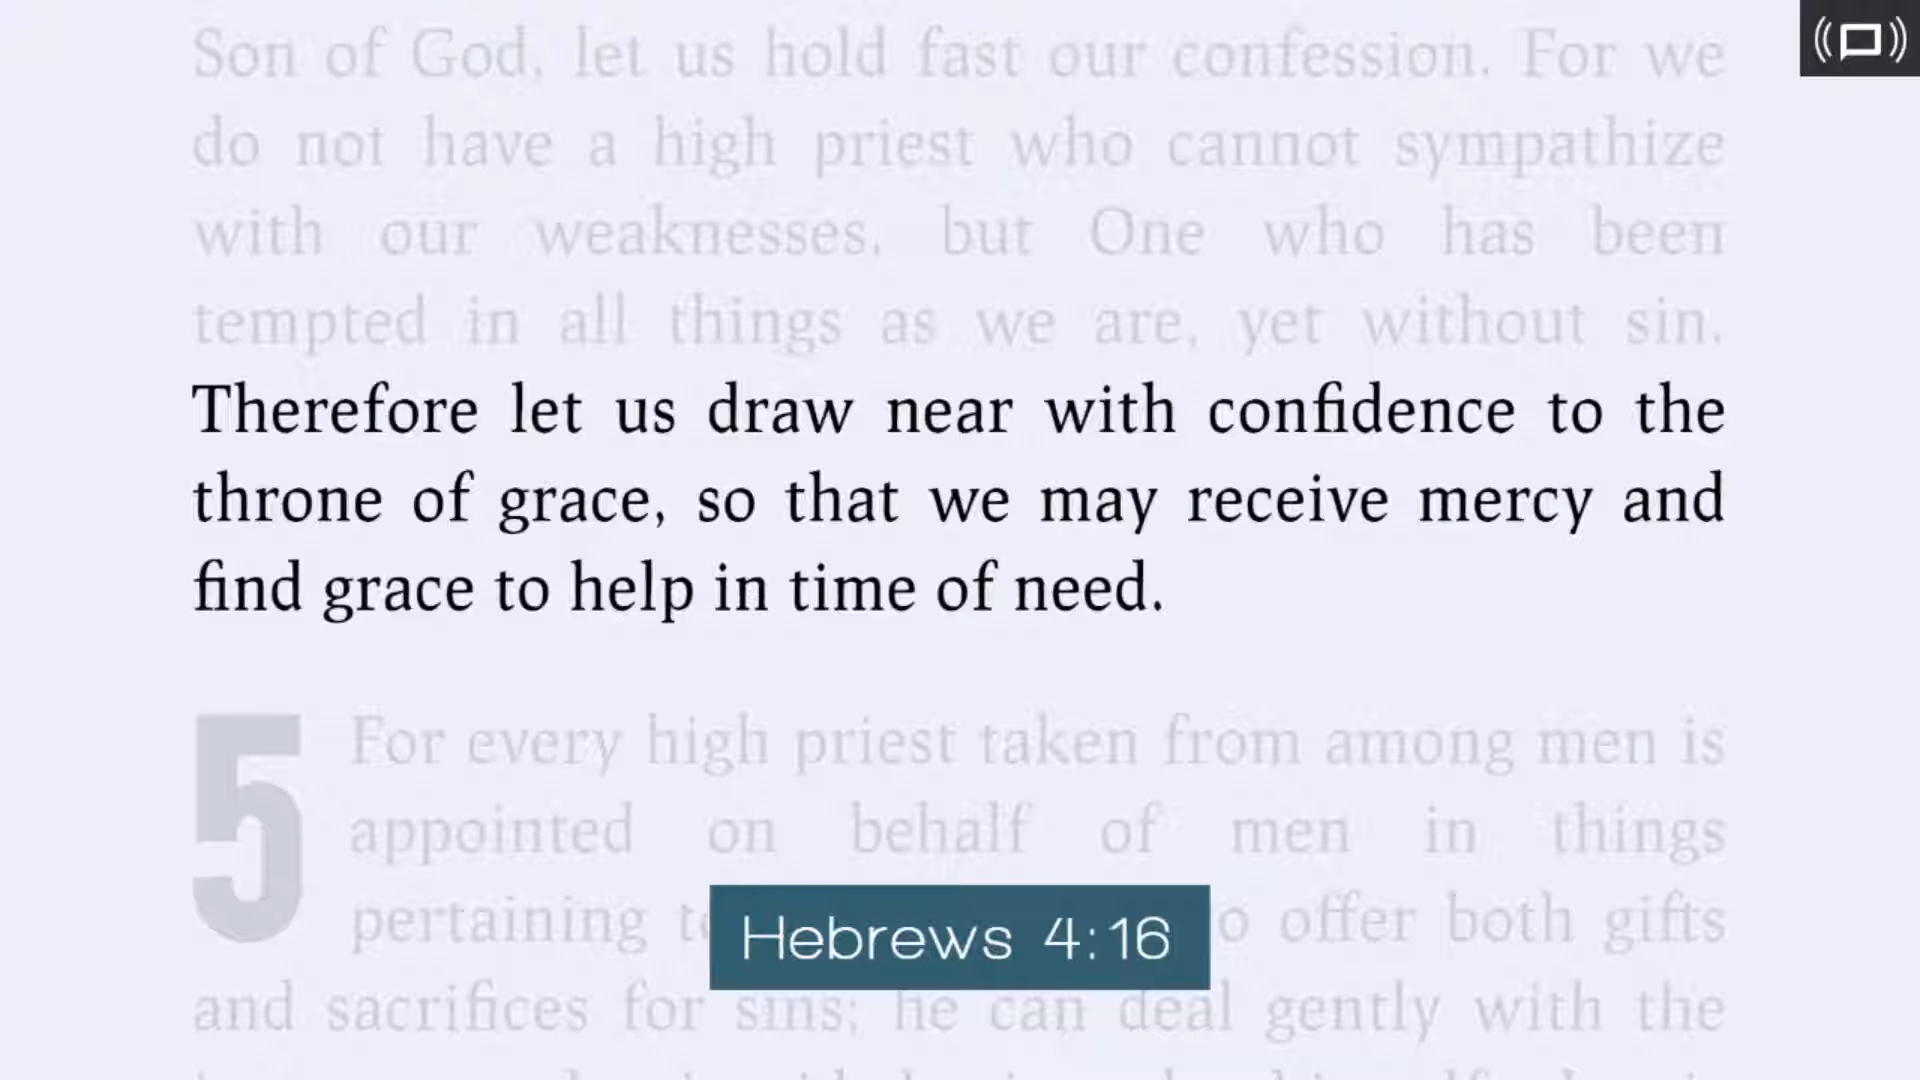 Son of God, let us hold fast our confession. For we
do not have a high priest who cannot sympathize
with our weaknesses, but One who has been
tempted in all things as we are, yet without sin.
Therefore let us draw near with confidence to the
throne of grace, so that we may receive mercy and
find grace to help in time of need.
5 For every high priest taken from among men is
appointed on behalf of men in things
pertaining o offer both gifts
Hebrews 4:16
and sacrifices for sins; he can deal gently with the